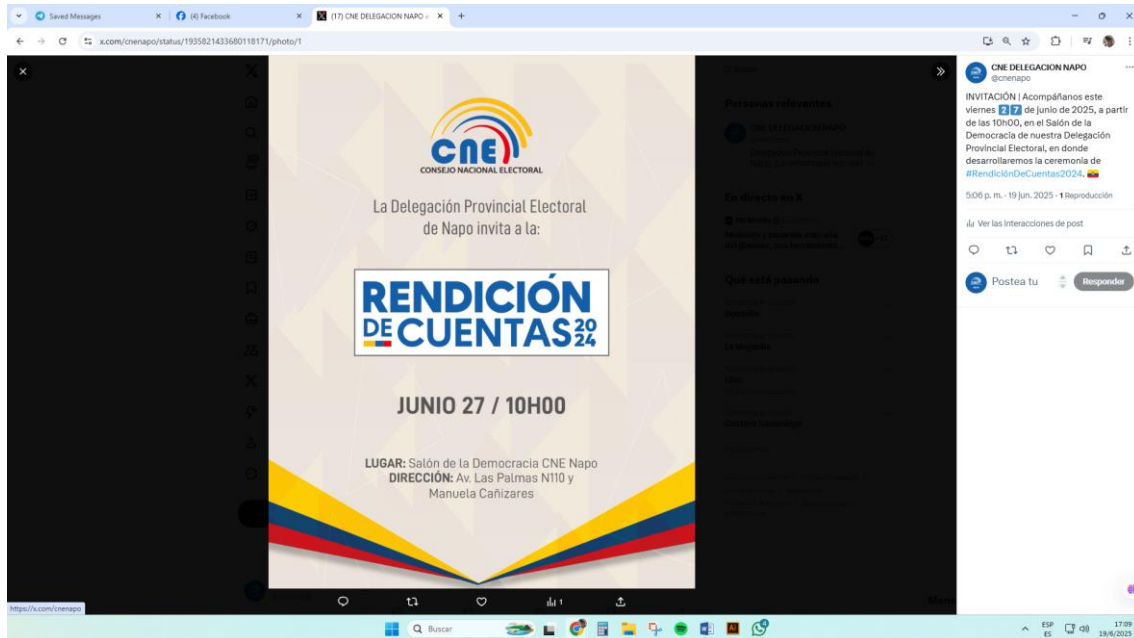 Saved Messages
(4) Facebook
(17) CNE DELEGACION NAPO e
x.com/cnenapo/status/1935821433680118171/photo/1
CNE
CONSEJO NACIONAL ELECTORAL
La Delegación Provincial Electoral
de Napo invita a la:
RENDICIÓN
DE CUENTAS 2024
JUNIO 27 / 10H00
LUGAR: Salón de la Democracia CNE Napo
DIRECCIÓN: Av. Las Palmas N110 y
Manuela Cañizares
1
Personas relevantes
CNE DELEGACION NAPO
En directo en X
Qué está pasando
CNE DELEGACION NAPO
@cnenapo
INVITACIÓN | Acompáñanos este
viernes 27 de junio de 2025, a partir
de las 10h00, en el Salón de la
Democracia de nuestra Delegación
Provincial Electoral, en donde
desarrollaremos la ceremonia de
#RendiciónDeCuentas2024.
5:06 p. m. · 19 jun. 2025 · 1 Reproducción
Ver las interacciones de post
Postea tu
Responder
https://x.com/cnenapo
Buscar
ESP
ES
17:09
19/6/2025